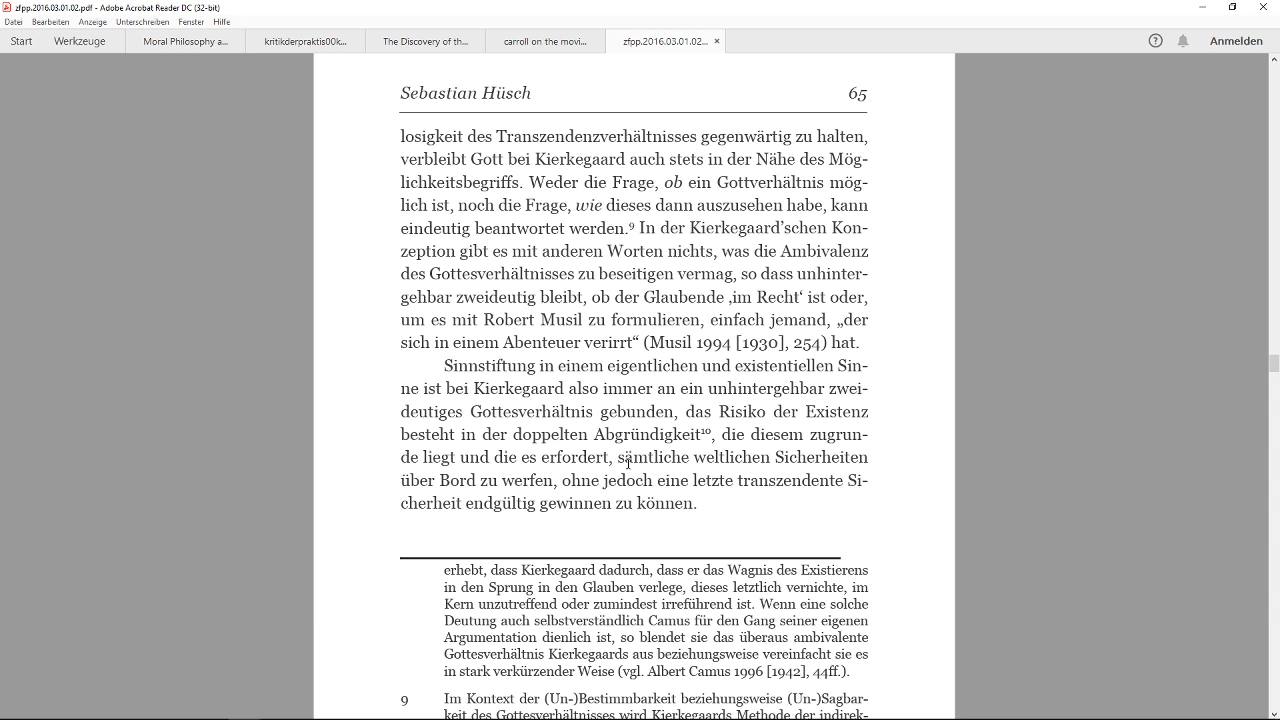 zfpp.2016.03.01.02.pdf - Adobe Acrobat Reader DC (32-bit)
Datei Bearbeiten Anzeige Unterschreiben Fenster Hilfe
Start Werkzeuge Moral Philosophy a... kritikderpraktis00k... The Discovery of th... carroll on the movi... zfpp.2016.03.01.02... × Anmelden
Sebastian Hüsch 65
losigkeit des Transzendenzverhältnisses gegenwärtig zu halten,
verbleibt Gott bei Kierkegaard auch stets in der Nähe des Mög-
lichkeitsbegriffs. Weder die Frage, ob ein Gottverhältnis mög-
lich ist, noch die Frage, wie dieses dann auszusehen habe, kann
eindeutig beantwortet werden.⁹ In der Kierkegaard’schen Kon-
zeption gibt es mit anderen Worten nichts, was die Ambivalenz
des Gottesverhältnisses zu beseitigen vermag, so dass unhinter-
gehbar zweideutig bleibt, ob der Glaubende ‚im Recht‘ ist oder,
um es mit Robert Musil zu formulieren, einfach jemand, „der
sich in einem Abenteuer verirrt“ (Musil 1994 [1930], 254) hat.
Sinnstiftung in einem eigentlichen und existentiellen Sin-
ne ist bei Kierkegaard also immer an ein unhintergehbar zwei-
deutiges Gottesverhältnis gebunden, das Risiko der Existenz
besteht in der doppelten Abgründigkeit¹⁰, die diesem zugrun-
de liegt und die es erfordert, sämtliche weltlichen Sicherheiten
über Bord zu werfen, ohne jedoch eine letzte transzendente Si-
cherheit endgültig gewinnen zu können.
erhebt, dass Kierkegaard dadurch, dass er das Wagnis des Existierens
in den Sprung in den Glauben verlege, dieses letztlich vernichte, im
Kern unzutreffend oder zumindest irreführend ist. Wenn eine solche
Deutung auch selbstverständlich Camus für den Gang seiner eigenen
Argumentation dienlich ist, so blendet sie das überaus ambivalente
Gottesverhältnis Kierkegaards aus beziehungsweise vereinfacht sie es
in stark verkürzender Weise (vgl. Albert Camus 1996 [1942], 44ff.).
9 Im Kontext der (Un-)Bestimmbarkeit beziehungsweise (Un-)Sagbar-
keit des Gottesverhältnisses wird Kierkegaards Methode der indirek-